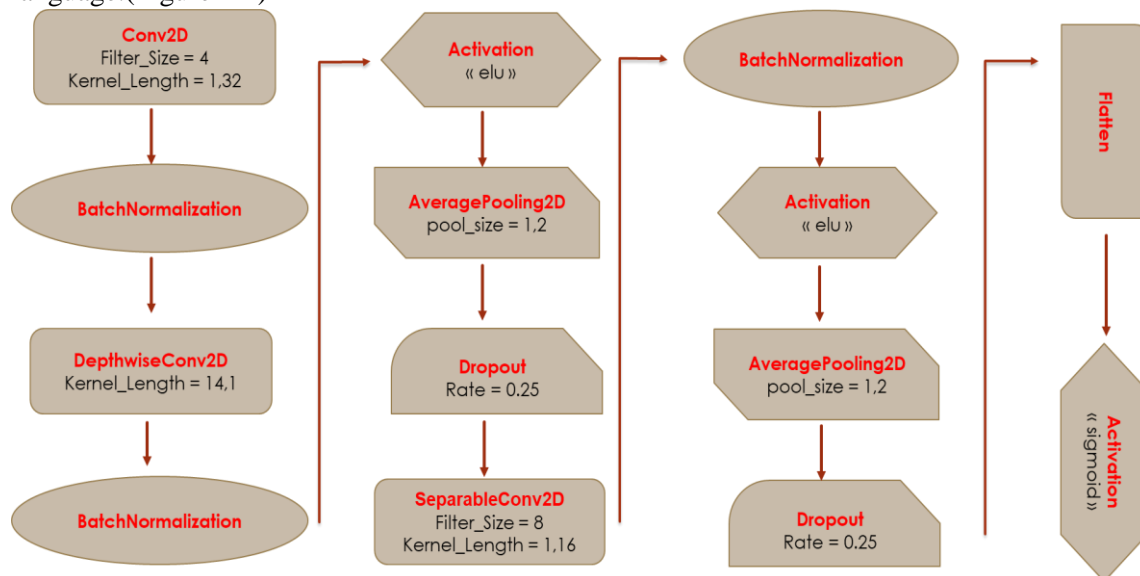 Conv2D
Filter_Size = 4
Kernel_Length = 1,32
BatchNormalization
DepthwiseConv2D
Kernel_Length = 14,1
BatchNormalization
Activation
« elu »
AveragePooling2D
pool_size = 1,2
Dropout
Rate = 0.25
SeparableConv2D
Filter_Size = 8
Kernel_Length = 1,16
BatchNormalization
Activation
« elu »
AveragePooling2D
pool_size = 1,2
Dropout
Rate = 0.25
Flatten
Activation
« sigmoid »